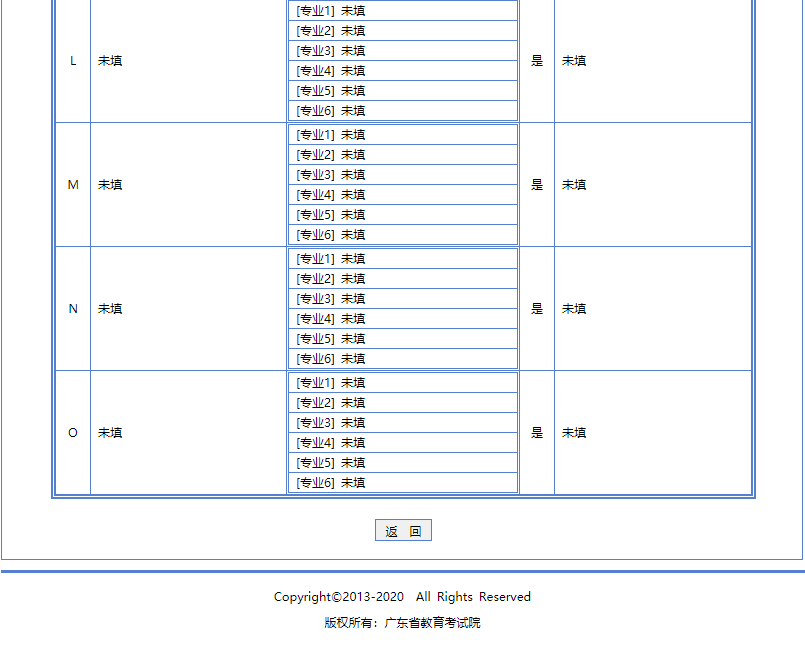 [专业1] 未填
[专业2] 未填
[专业3] 未填
L 未填 是 未填
[专业4] 未填
[专业5] 未填
[专业6] 未填
[专业1] 未填
[专业2] 未填
[专业3] 未填
M 未填 是 未填
[专业4] 未填
[专业5] 未填
[专业6] 未填
[专业1] 未填
[专业2] 未填
[专业3] 未填
N 未填 是 未填
[专业4] 未填
[专业5] 未填
[专业6] 未填
[专业1] 未填
[专业2] 未填
[专业3] 未填
O 未填 是 未填
[专业4] 未填
[专业5] 未填
[专业6] 未填
返 回
Copyright©2013-2020 All Rights Reserved
版权所有：广东省教育考试院